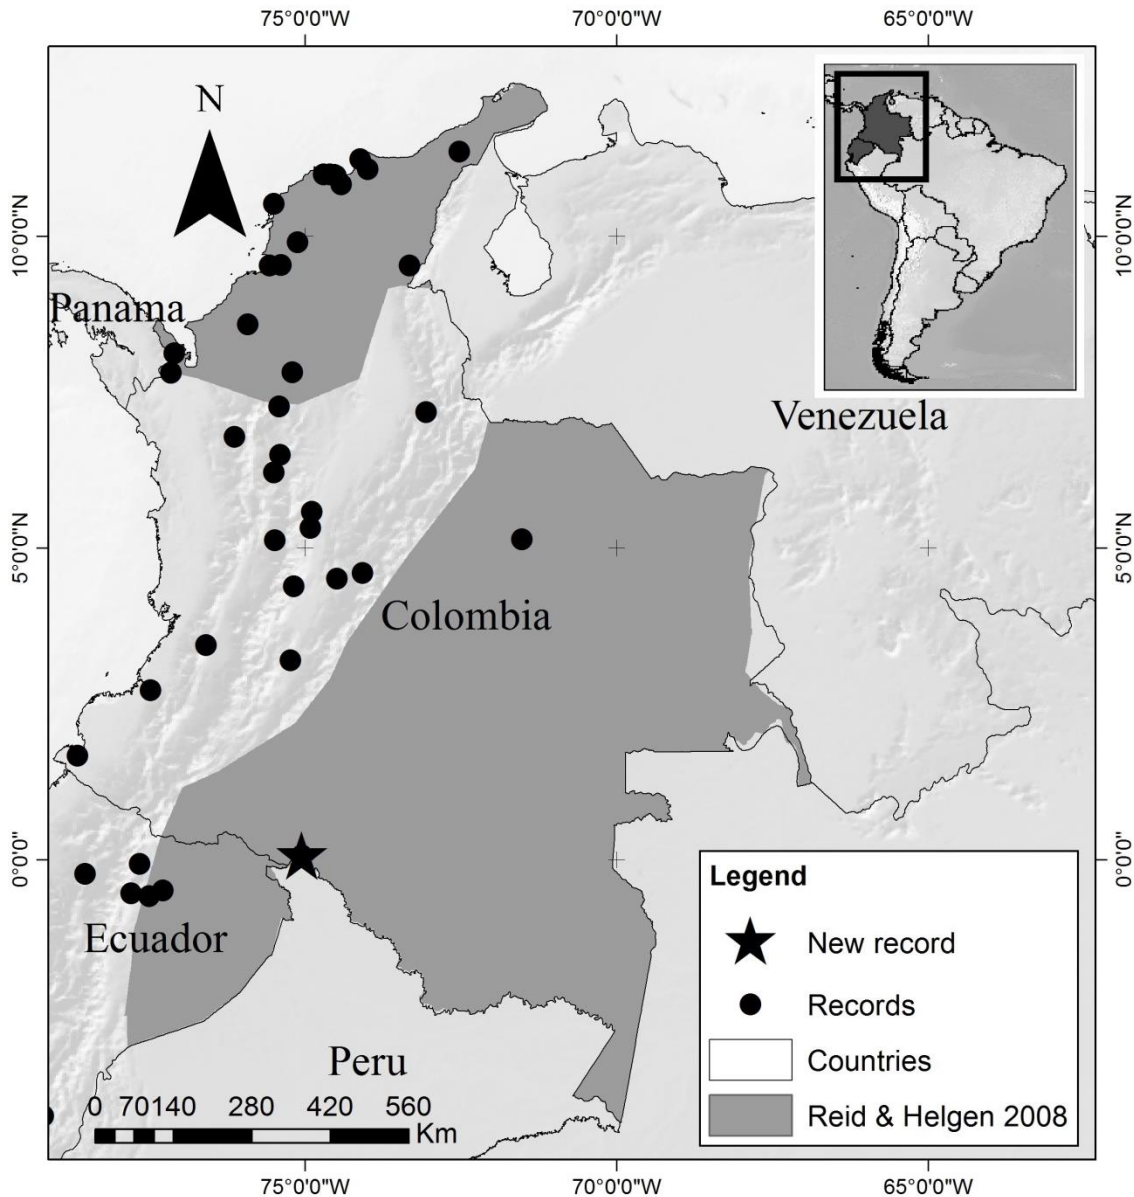 75°0'0"W 70°0'0"W 65°0'0"W
N
10°0'0"N 10°0'0"N
Panama
Venezuela
5°0'0"N 5°0'0"N
Colombia
0°0'0" 0°0'0"
Ecuador
Peru
0 70 140 280 420 560
Km
Legend
New record
Records
Countries
Reid & Helgen 2008
75°0'0"W 70°0'0"W 65°0'0"W